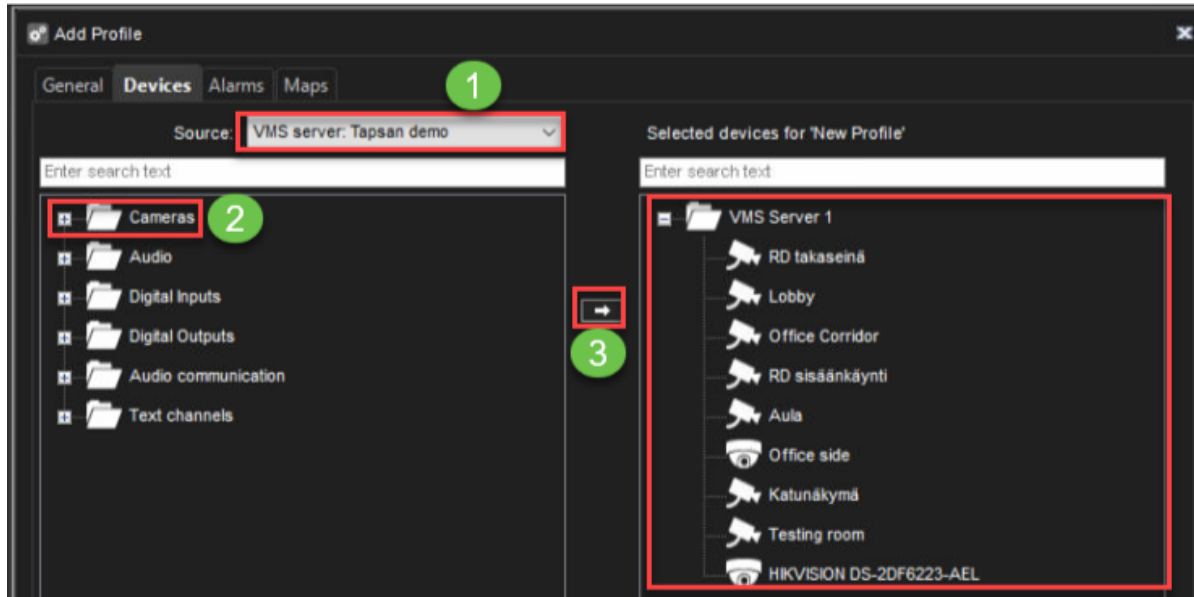 Add Profile
General Devices Alarms Maps
1
Source: VMS server: Tapsan demo
Selected devices for 'New Profile'
Enter search text
Enter search text
Cameras
2
Audio
Digital Inputs
Digital Outputs
Audio communication
Text channels
3
VMS Server 1
RD takaseinä
Lobby
Office Corridor
RD sisäänkäynti
Aula
Office side
Katunäkymä
Testing room
HIKVISION DS-2DF6223-AEL